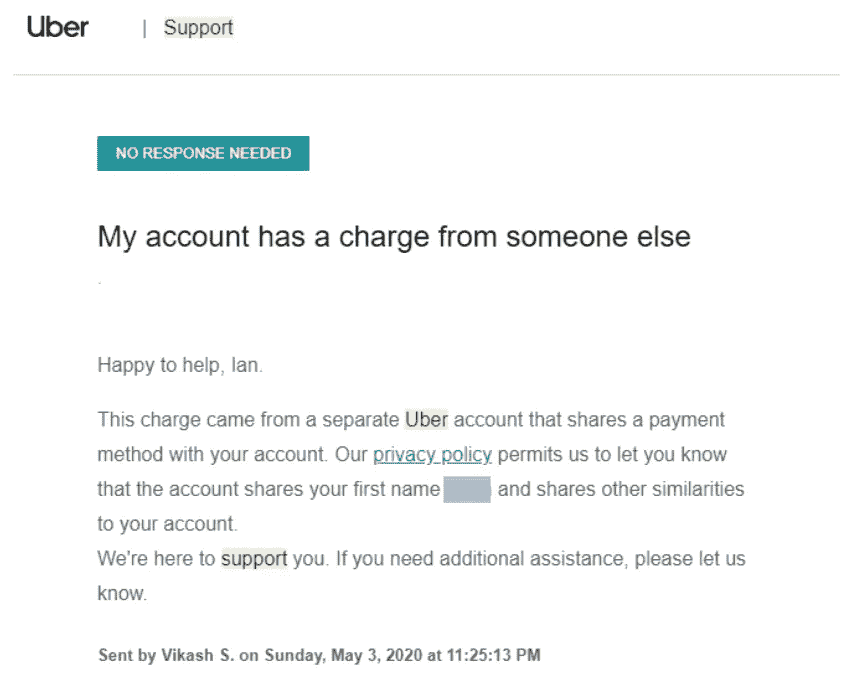 Uber | Support
NO RESPONSE NEEDED
My account has a charge from someone else
.
Happy to help, Ian.
This charge came from a separate Uber account that shares a payment
method with your account. Our privacy policy permits us to let you know
that the account shares your first name and shares other similarities
to your account.
We're here to support you. If you need additional assistance, please let us
know.
Sent by Vikash S. on Sunday, May 3, 2020 at 11:25:13 PM